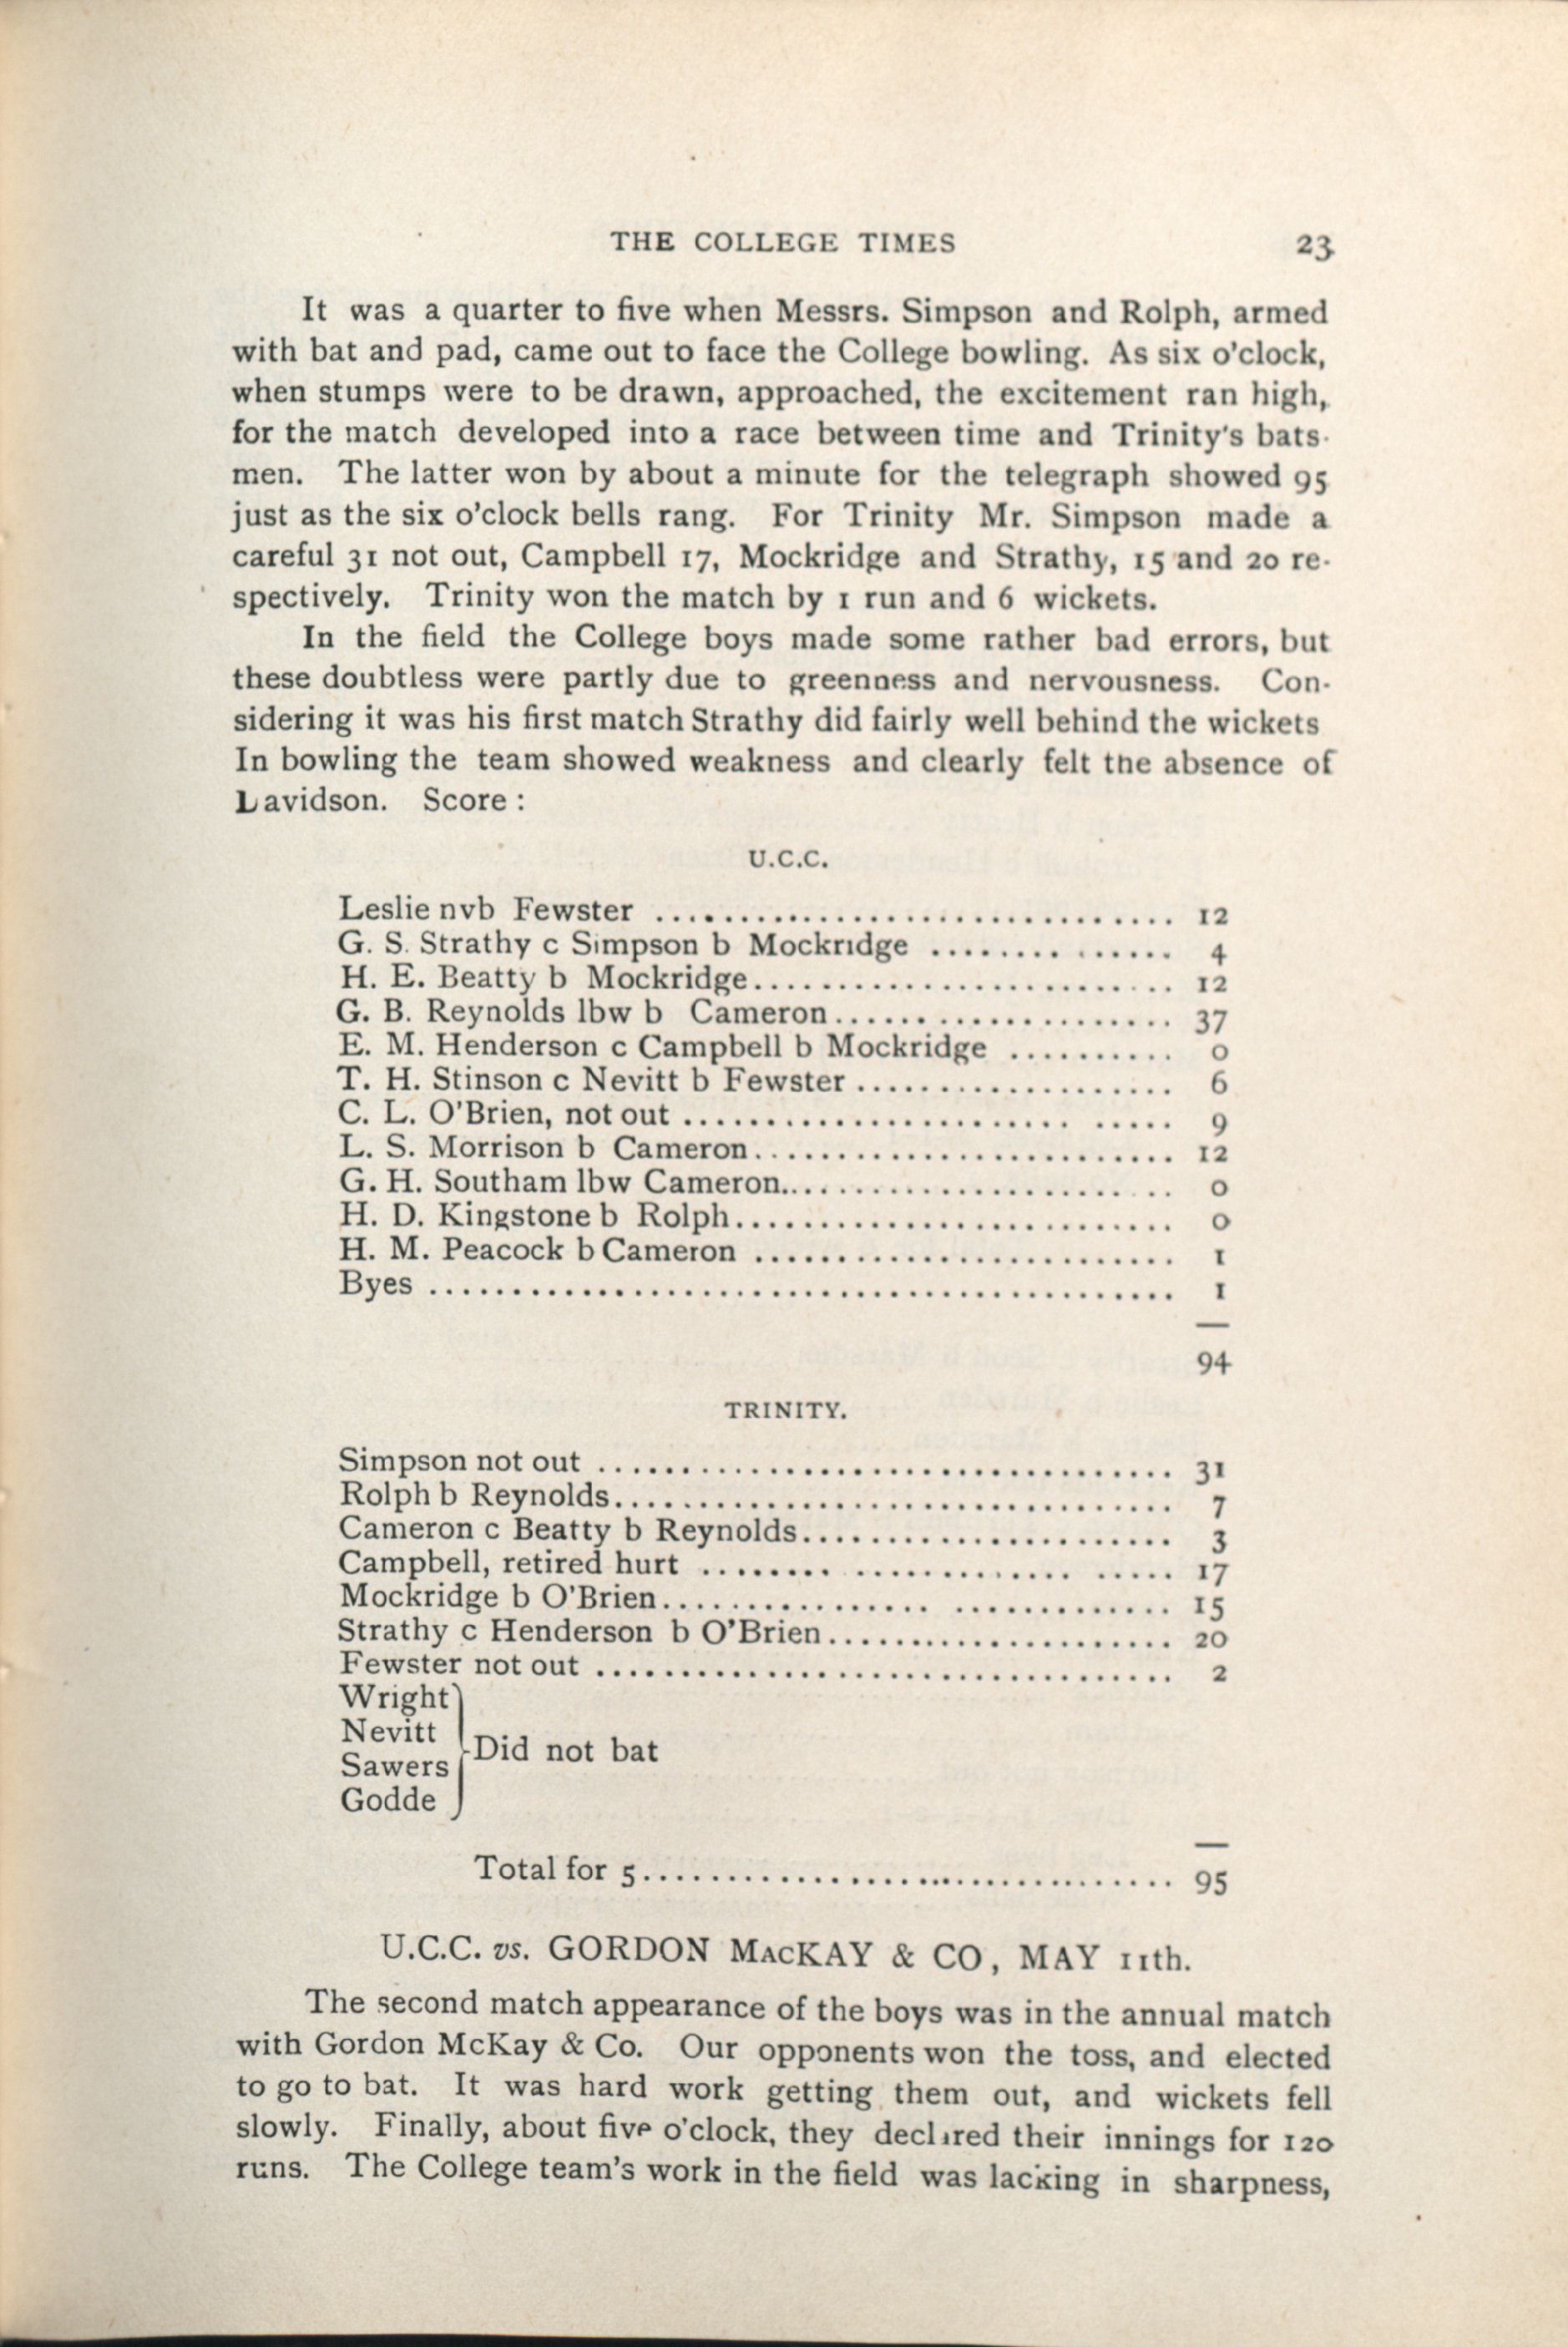 THE COLLEGE TIMES 23
It was a quarter to five when Messrs. Simpson and Rolph, armed
with bat and pad, came out to face the College bowling. As six o'clock,
when stumps were to be drawn, approached, the excitement ran high,
for the match developed into a race between time and Trinity's bats-
men. The latter won by about a minute for the telegraph showed 95
just as the six o'clock bells rang. For Trinity Mr. Simpson made a
careful 31 not out, Campbell 17, Mockridge and Strathy, 15 and 20 re-
spectively. Trinity won the match by 1 run and 6 wickets.
In the field the College boys made some rather bad errors, but
these doubtless were partly due to greenness and nervousness. Con-
sidering it was his first match Strathy did fairly well behind the wickets
In bowling the team showed weakness and clearly felt the absence of
Lavidson. Score :
U.C.C.
Leslie nvb Fewster .................................... 12
G. S. Strathy c Simpson b Mockridge ............... 4
H. E. Beatty b Mockridge............................ 12
G. B. Reynolds lbw b Cameron...................... 37
E. M. Henderson c Campbell b Mockridge .......... 0
T. H. Stinson c Nevitt b Fewster................... 6
C. L. O'Brien, not out ............................ 9
L. S. Morrison b Cameron.......................... 12
G. H. Southam lbw Cameron........................ 0
H. D. Kingstone b Rolph........................... 0
H. M. Peacock b Cameron .......................... 1
Byes ............................................. 1
94
TRINITY.
Simpson not out ................................... 31
Rolph b Reynolds.................................. 7
Cameron c Beatty b Reynolds....................... 3
Campbell, retired hurt ............................ 17
Mockridge b O'Brien............................... 15
Strathy c Henderson b O'Brien..................... 20
Fewster not out ................................... 2
Wright
Nevitt
Did not bat
Sawers
Godde
Total for 5................................ 95
U.C.C. vs. GORDON MACKAY & CO, MAY 11th.
The second match appearance of the boys was in the annual match
with Gordon McKay & Co. Our opponents won the toss, and elected
to go to bat. It was hard work getting them out, and wickets fell
slowly. Finally, about five o'clock, they declared their innings for 120
runs. The College team's work in the field was lacking in sharpness,